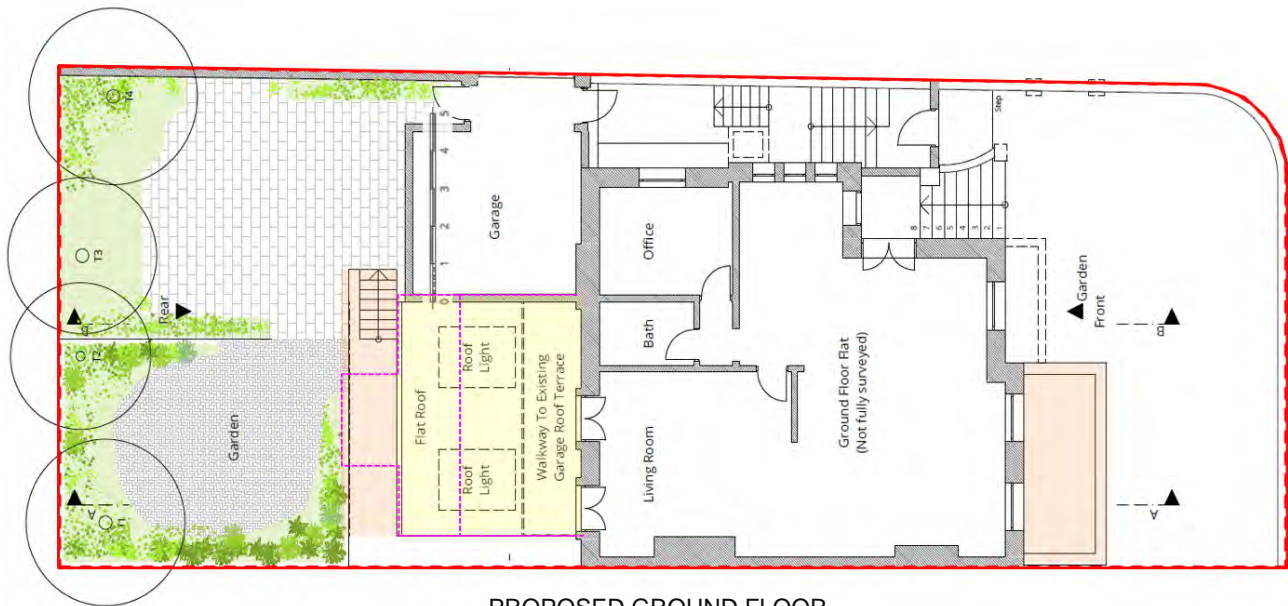 T4
T3
T2
T1
Rear
B
A
Garden
5
4
3
2
1
0
Garage
Flat Roof
Roof
Light
Roof
Light
Walkway To Existing
Garage Roof Terrace
Office
Bath
Living Room
Ground Floor Flat
(Not fully surveyed)
Step
8
7
6
5
4
3
2
1
Garden
Front
B
A
PROPOSED GROUND FLOOR